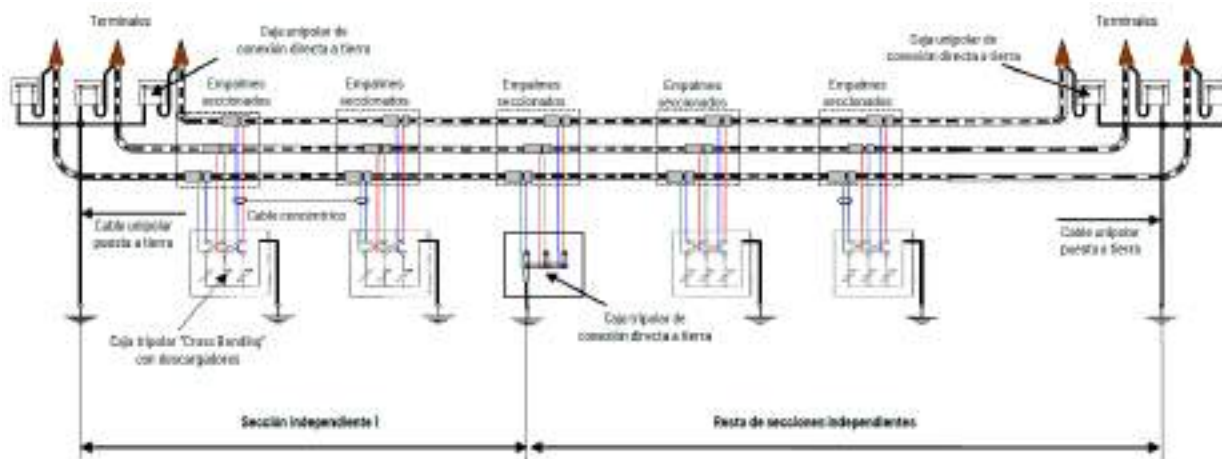 Terminales
Caja unipolar de
conexión directa a tierra
Terminales
Caja unipolar de
conexión directa a tierra
Empalmes
seccionados
Empalmes
seccionados
Empalmes
seccionados
Empalmes
seccionados
Empalmes
seccionados
Cable unipolar
puesta a tierra
Cable concéntrico
Cable unipolar
puesta a tierra
Caja tripolar "Cross Bonding"
con descargadores
Caja tripolar de
conexión directa a tierra
Sección independiente 1
Resto de secciones independientes